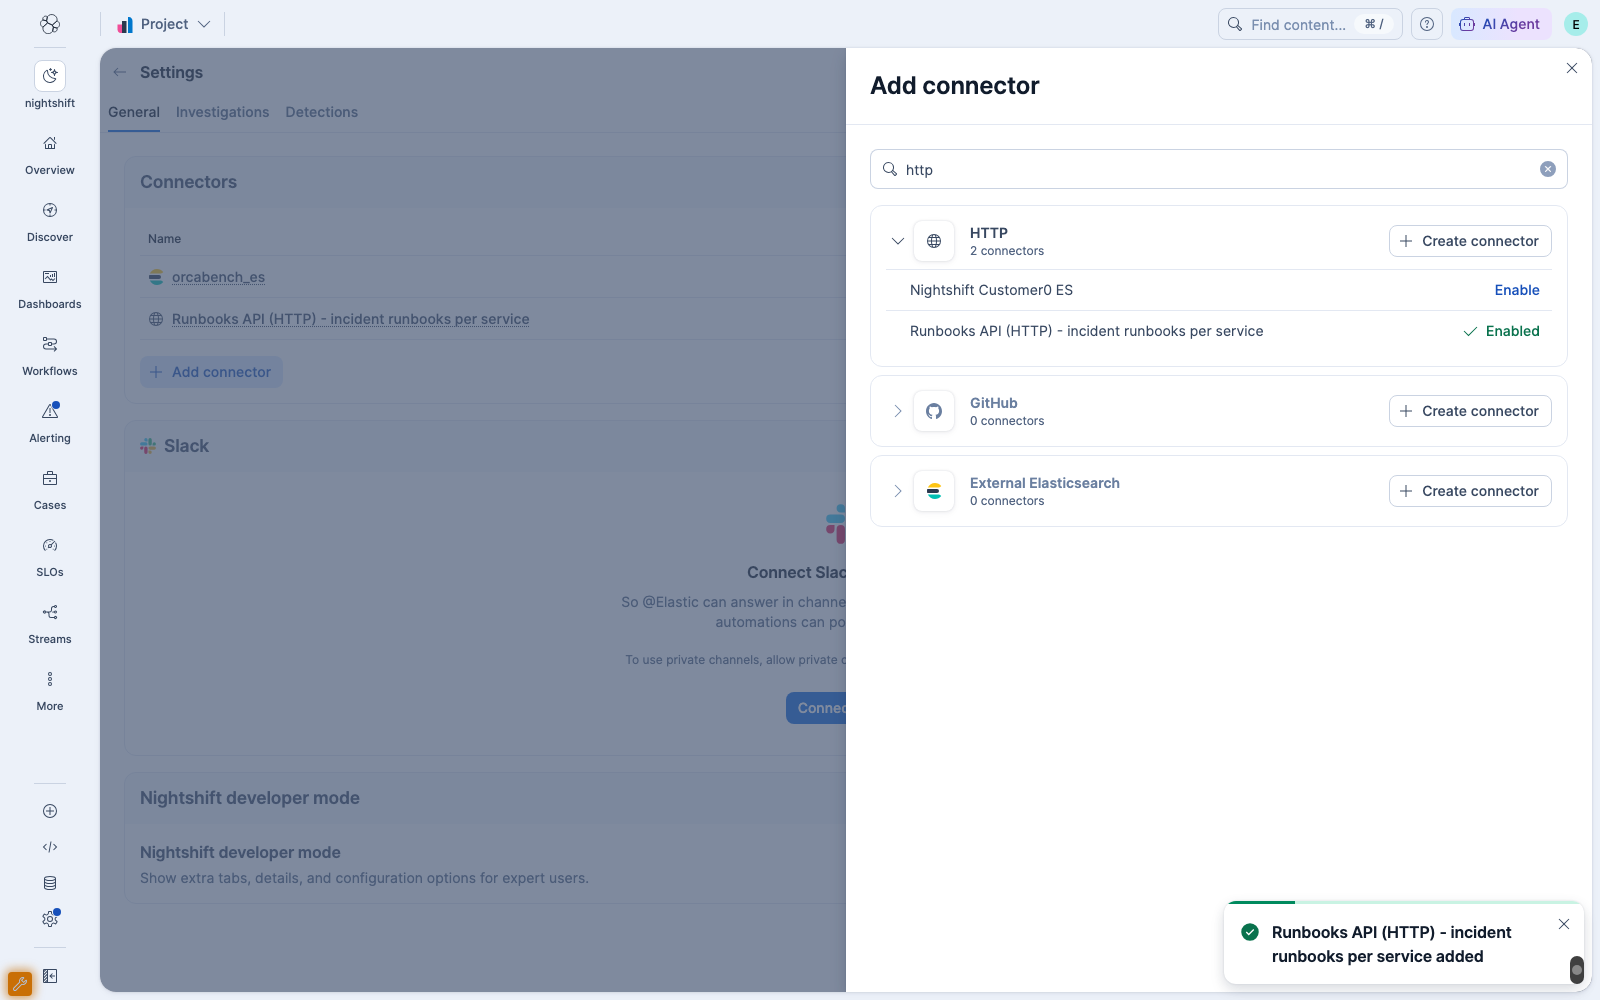 Project
Find content...
⌘ /
AI Agent
E
nightshift
Overview
Discover
Dashboards
Workflows
Alerting
Cases
SLOs
Streams
More
Settings
General
Investigations
Detections
Connectors
Name
orcabench_es
Runbooks API (HTTP) - incident runbooks per service
Add connector
Slack
Connect Slac
So @Elastic can answer in channe
automations can po
To use private channels, allow private c
Connec
Nightshift developer mode
Nightshift developer mode
Show extra tabs, details, and configuration options for expert users.
Add connector
http
HTTP
2 connectors
Create connector
Nightshift Customer0 ES
Enable
Runbooks API (HTTP) - incident runbooks per service
Enabled
GitHub
0 connectors
Create connector
External Elasticsearch
0 connectors
Create connector
Runbooks API (HTTP) - incident
runbooks per service added